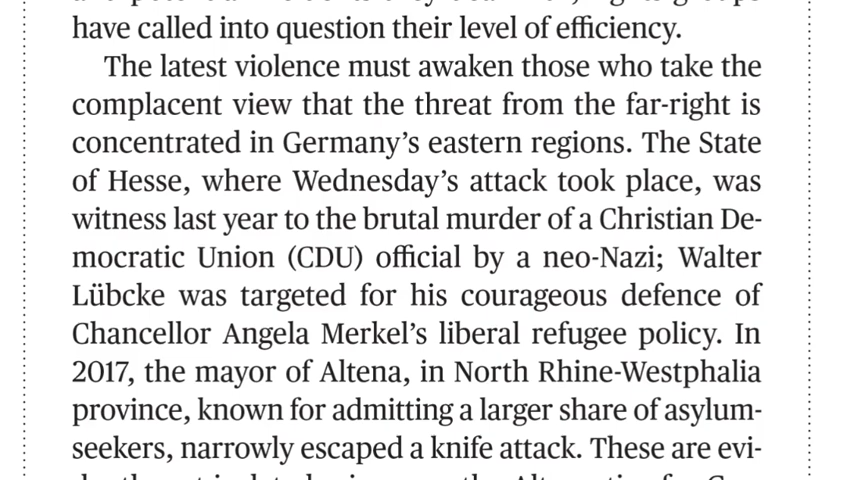 have called into question their level of efficiency.
The latest violence must awaken those who take the
complacent view that the threat from the far-right is
concentrated in Germany’s eastern regions. The State
of Hesse, where Wednesday’s attack took place, was
witness last year to the brutal murder of a Christian De-
mocratic Union (CDU) official by a neo-Nazi; Walter
Lübcke was targeted for his courageous defence of
Chancellor Angela Merkel’s liberal refugee policy. In
2017, the mayor of Altena, in North Rhine-Westphalia
province, known for admitting a larger share of asylum-
seekers, narrowly escaped a knife attack. These are evi-